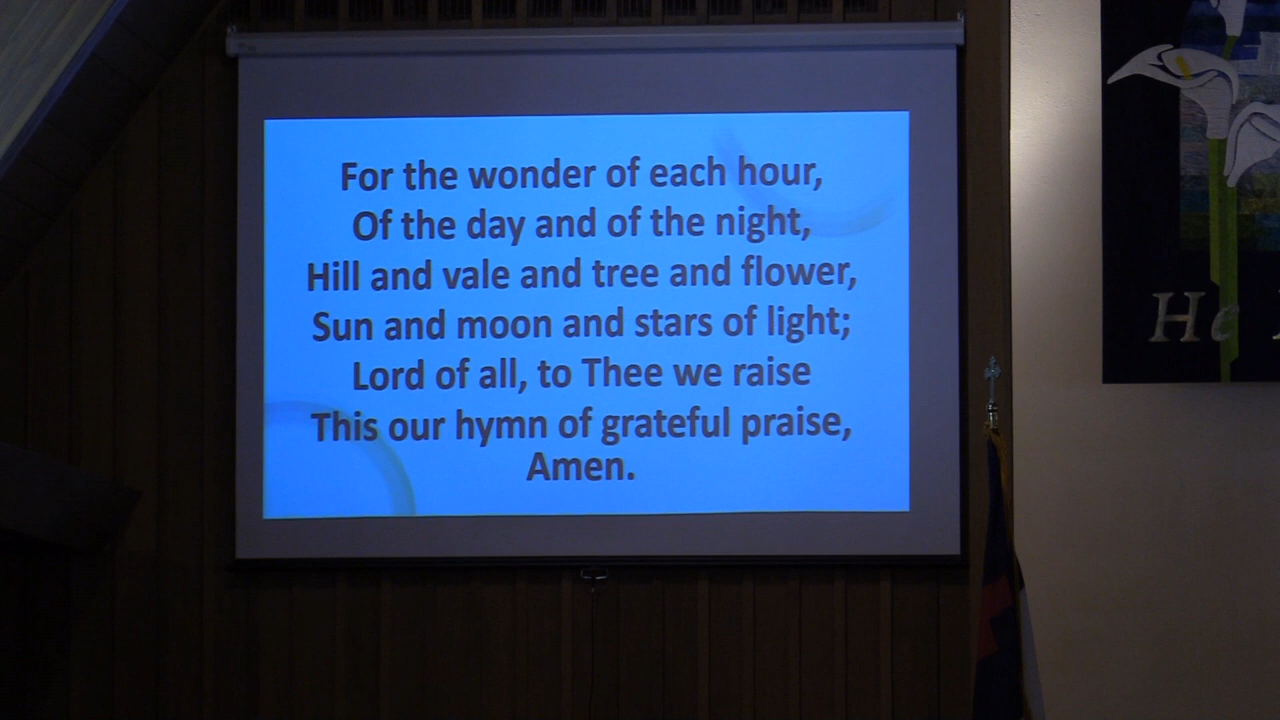 For the wonder of each hour,
Of the day and of the night,
Hill and vale and tree and flower,
Sun and moon and stars of light;
Lord of all, to Thee we raise
This our hymn of grateful praise,
Amen.
He